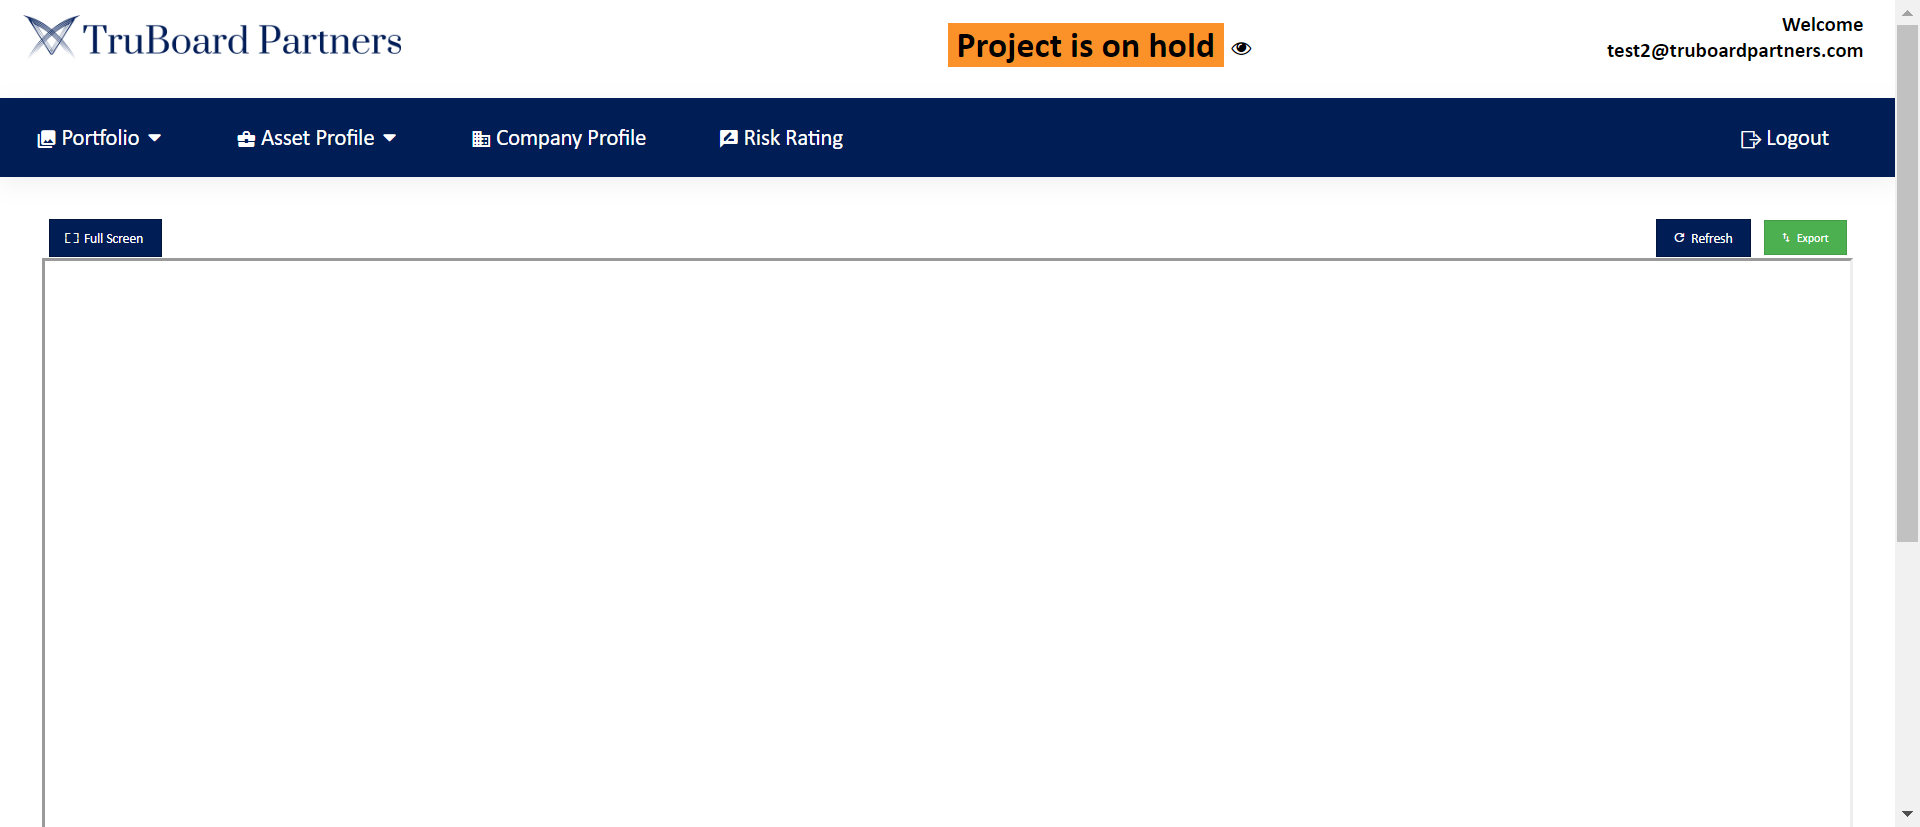 TruBoard Partners
Project is on hold
Welcome
test2@truboardpartners.com
Portfolio
Asset Profile
Company Profile
Risk Rating
Logout
Full Screen
Refresh
Export